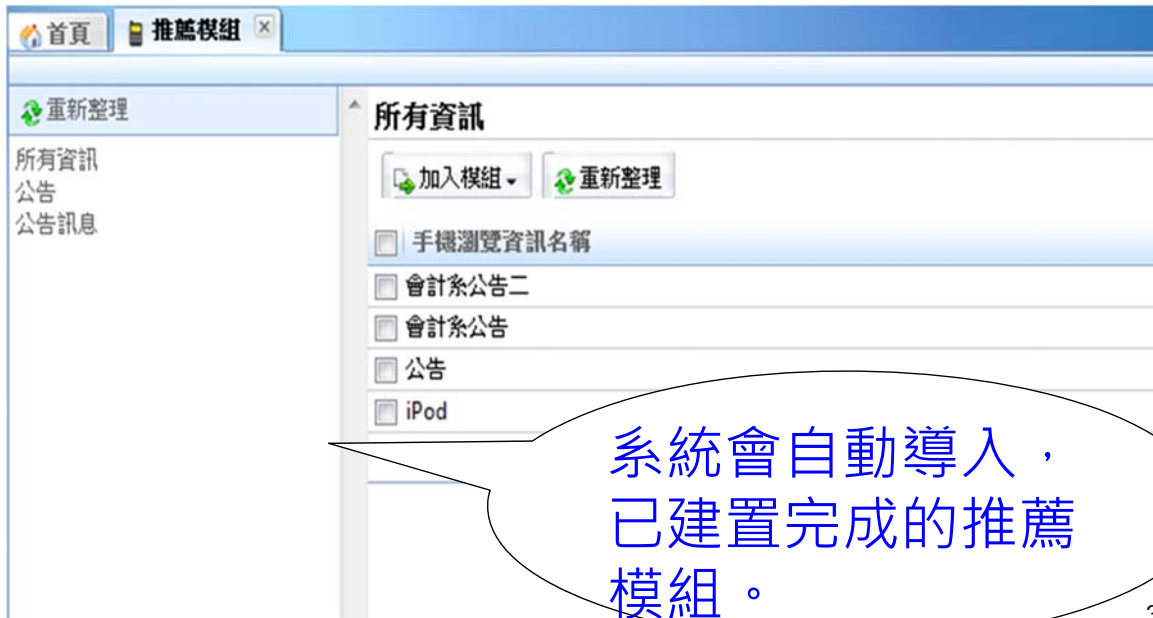 首頁 推薦模組
重新整理
所有資訊
公告
公告訊息
所有資訊
加入模組 重新整理
手機瀏覽資訊名稱
會計系公告二
會計系公告
公告
iPod
系統會自動導入，
已建置完成的推薦
模組。